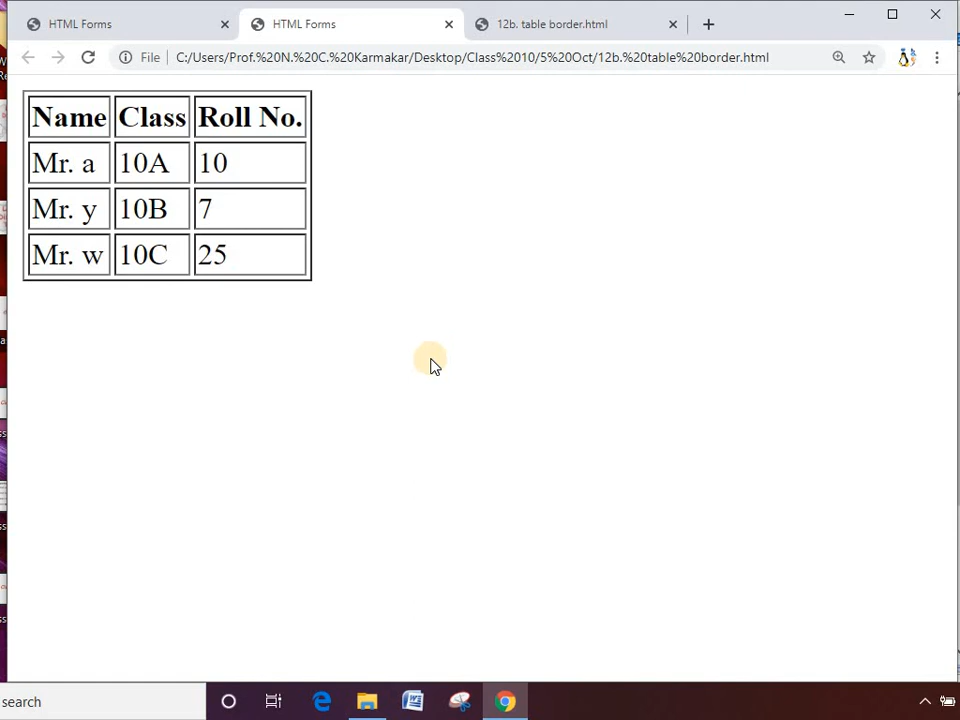 HTML Forms
HTML Forms
12b. table border.html
File
C:/Users/Prof.%20N.%20C.%20Karmakar/Desktop/Class%2010/5%20Oct/12b.%20table%20border.html
Name Class Roll No.
Mr. a 10A 10
Mr. y 10B 7
Mr. w 10C 25
search